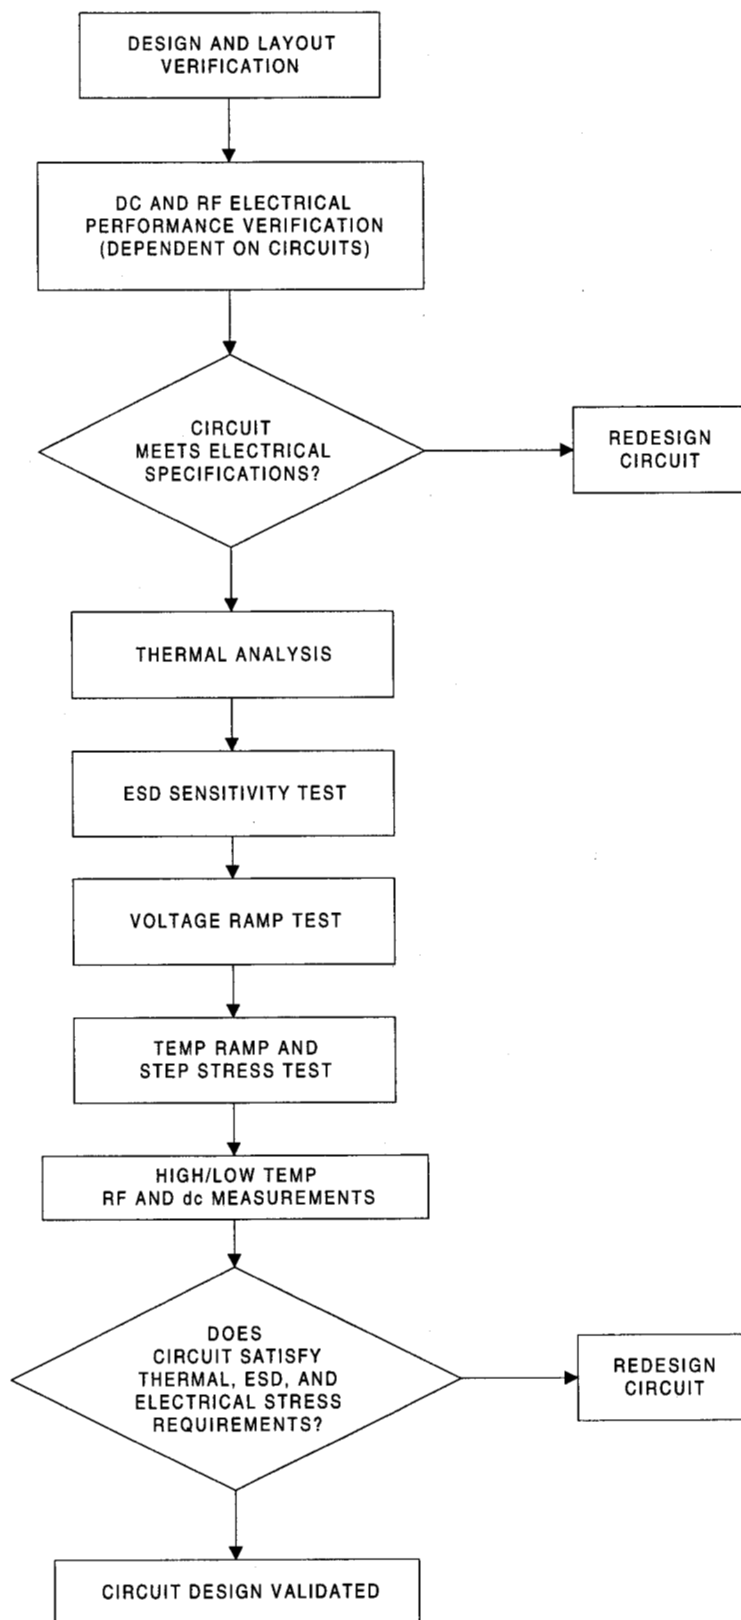 DESIGN AND LAYOUT
VERIFICATION
DC AND RF ELECTRICAL
PERFORMANCE VERIFICATION
(DEPENDENT ON CIRCUITS)
CIRCUIT
MEETS ELECTRICAL
SPECIFICATIONS?
REDESIGN
CIRCUIT
THERMAL ANALYSIS
ESD SENSITIVITY TEST
VOLTAGE RAMP TEST
TEMP RAMP AND
STEP STRESS TEST
HIGH/LOW TEMP
RF AND dc MEASUREMENTS
DOES
CIRCUIT SATISFY
THERMAL, ESD, AND
ELECTRICAL STRESS
REQUIREMENTS?
REDESIGN
CIRCUIT
CIRCUIT DESIGN VALIDATED